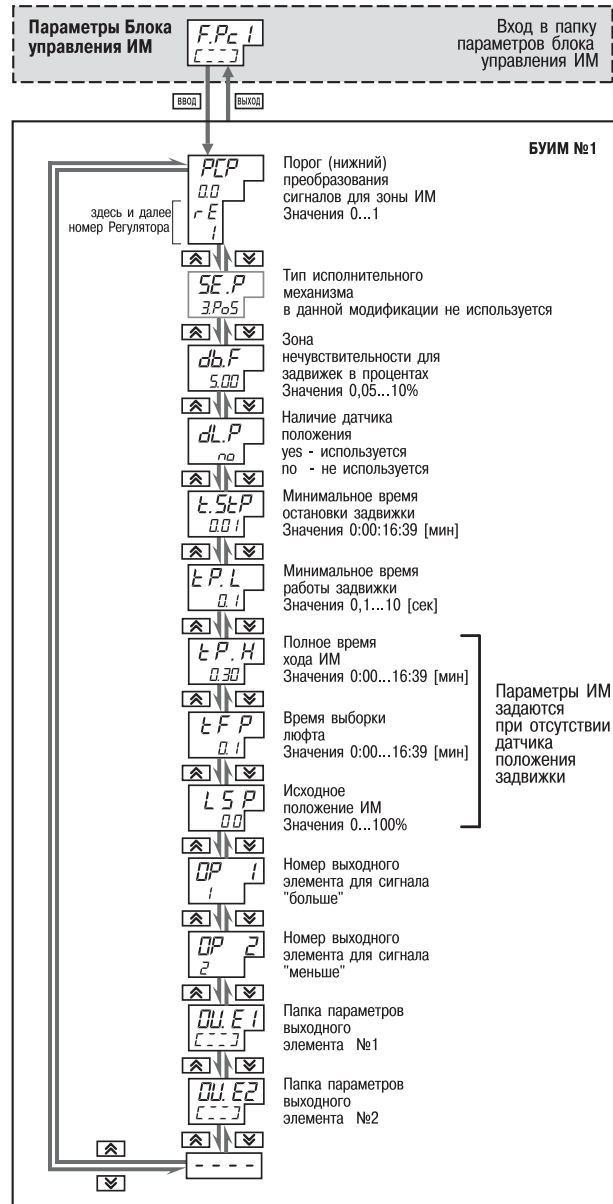 Параметры Блока
управления ИМ
F.Pc 1
[---]
Вход в папку
параметров блока
управления ИМ
ввод
выход
БУИМ №1
PCP
0.0
rE
1
здесь и далее
номер Регулятора
Порог (нижний)
преобразования
сигналов для зоны ИМ
Значения 0...1
SE.P
3.PoS
Тип исполнительного
механизма
в данной модификации не используется
db.F
5.00
Зона
нечувствительности для
задвижек в процентах
Значения 0,05...10%
dL.P
no
Наличие датчика
положения
yes - используется
no - не используется
t.StP
0.01
Минимальное время
остановки задвижки
Значения 0:00:16:39 [мин]
tP.L
0.1
Минимальное время
работы задвижки
Значения 0,1...10 [сек]
tP.H
0.30
Полное время
хода ИМ
Значения 0:00...16:39 [мин]
tFP
0.1
Время выборки
люфта
Значения 0:00...16:39 [мин]
LSP
00
Исходное
положение ИМ
Значения 0...100%
Параметры ИМ
задаются
при отсутствии
датчика
положения
задвижки
OP 1
1
Номер выходного
элемента для сигнала
"больше"
OP 2
2
Номер выходного
элемента для сигнала
"меньше"
OU.E1
[---]
Папка параметров
выходного
элемента №1
OU.E2
[---]
Папка параметров
выходного
элемента №2
----